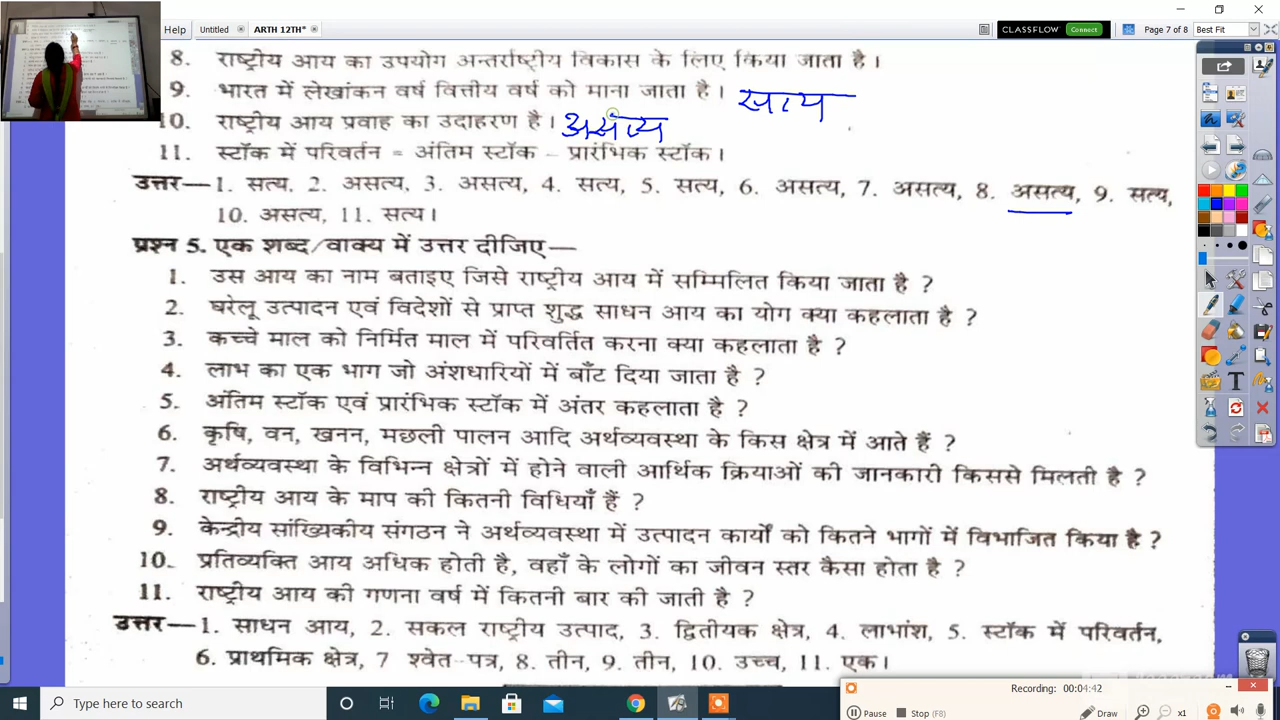 Help Untitled ARTH 12TH* CLASSFLOW Connect Page 7 of 8 Best Fit
8. राष्ट्रीय आय का उपयोग अन्तर्राष्ट्रीय विकास के लिए किया जाता है।
9. भारत में लेखांकन वर्ष वित्तीय वर्ष को माना जाता है। सत्य
10. राष्ट्रीय आय प्रवाह का उदाहरण है। असत्य
11. स्टॉक में परिवर्तन = अंतिम स्टॉक – प्रारंभिक स्टॉक।
उत्तर—1. सत्य, 2. असत्य, 3. असत्य, 4. सत्य, 5. सत्य, 6. असत्य, 7. असत्य, 8. असत्य, 9. सत्य,
10. असत्य, 11. सत्य।
प्रश्न 5. एक शब्द/वाक्य में उत्तर दीजिए—
1. उस आय का नाम बताइए जिसे राष्ट्रीय आय में सम्मिलित किया जाता है ?
2. घरेलू उत्पादन एवं विदेशों से प्राप्त शुद्ध साधन आय का योग क्या कहलाता है ?
3. कच्चे माल को निर्मित माल में परिवर्तित करना क्या कहलाता है ?
4. लाभ का एक भाग जो अंशधारियों में बाँट दिया जाता है ?
5. अंतिम स्टॉक एवं प्रारंभिक स्टॉक में अंतर कहलाता है ?
6. कृषि, वन, खनन, मछली पालन आदि अर्थव्यवस्था के किस क्षेत्र में आते हैं ?
7. अर्थव्यवस्था के विभिन्न क्षेत्रों में होने वाली आर्थिक क्रियाओं की जानकारी किससे मिलती है ?
8. राष्ट्रीय आय के माप की कितनी विधियाँ हैं ?
9. केन्द्रीय सांख्यिकीय संगठन ने अर्थव्यवस्था में उत्पादन कार्यों को कितने भागों में विभाजित किया है ?
10. प्रतिव्यक्ति आय अधिक होती है, वहाँ के लोगों का जीवन स्तर कैसा होता है ?
11. राष्ट्रीय आय की गणना वर्ष में कितनी बार की जाती है ?
उत्तर—1. साधन आय, 2. सकल राष्ट्रीय उत्पाद, 3. द्वितीयक क्षेत्र, 4. लाभांश, 5. स्टॉक में परिवर्तन,
6. प्राथमिक क्षेत्र, 7 श्वेत-पत्र, 8. तीन, 9. तीन, 10. उच्च, 11. एक।
Recording: 00:04:42
Type here to search
Pause Stop (F8) Draw x1